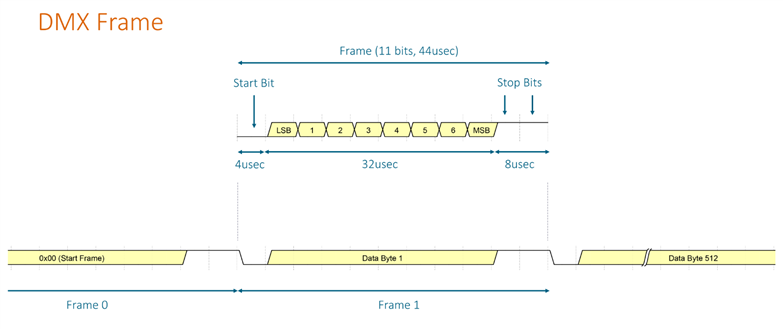 DMX Frame
Frame (11 bits, 44usec)
Start Bit
Stop Bits
LSB 1 2 3 4 5 6 MSB
4usec 32usec 8usec
0x00 (Start Frame) Data Byte 1 Data Byte 512
Frame 0 Frame 1